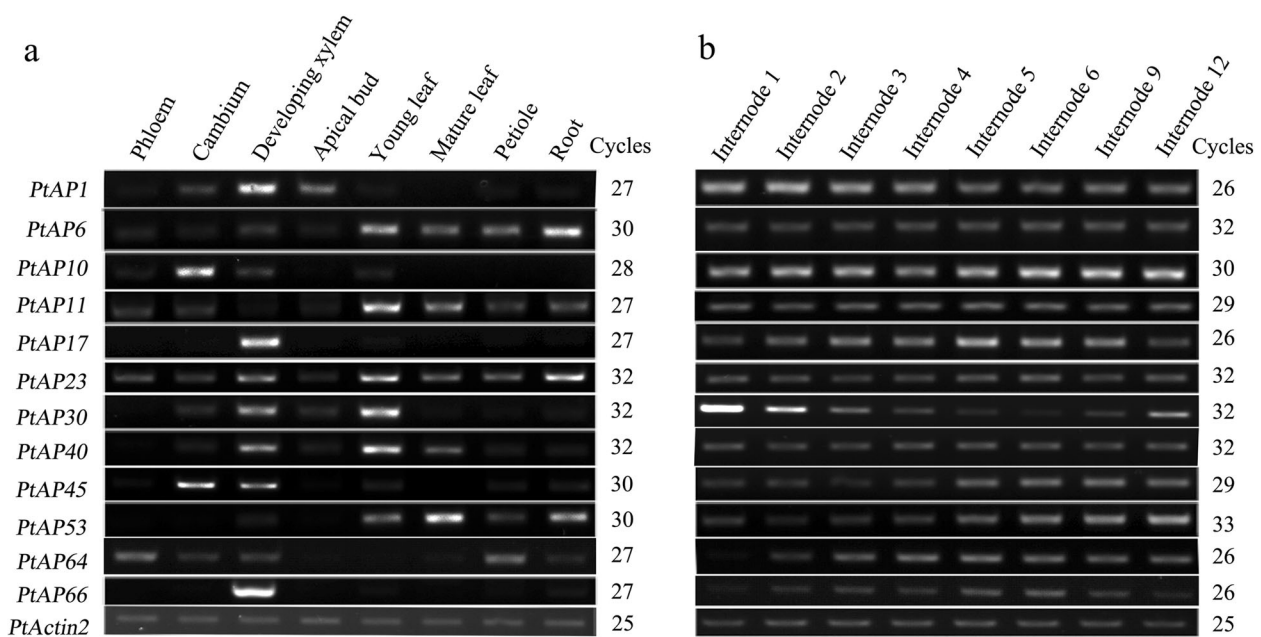 a
Phloem Cambium Developing xylem Apical bud Young leaf Mature leaf Petiole Root Cycles
PtAP1 27
PtAP6 30
PtAP10 28
PtAP11 27
PtAP17 27
PtAP23 32
PtAP30 32
PtAP40 32
PtAP45 30
PtAP53 30
PtAP64 27
PtAP66 27
PtActin2 25
b
Internode 1 Internode 2 Internode 3 Internode 4 Internode 5 Internode 6 Internode 9 Internode 12 Cycles
26
32
30
29
26
32
32
32
29
33
26
26
25